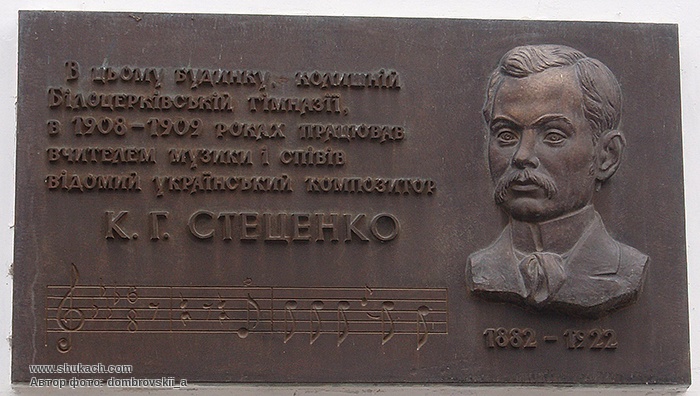 В цьому будинку, колишній
Білоцерківській гімназії,
в 1908–1909 роках працював
вчителем музики і співів
відомий український композитор
К. Г. СТЕЦЕНКО
1882–1922
www.shukach.com
Автор фото: dombrovskii_a